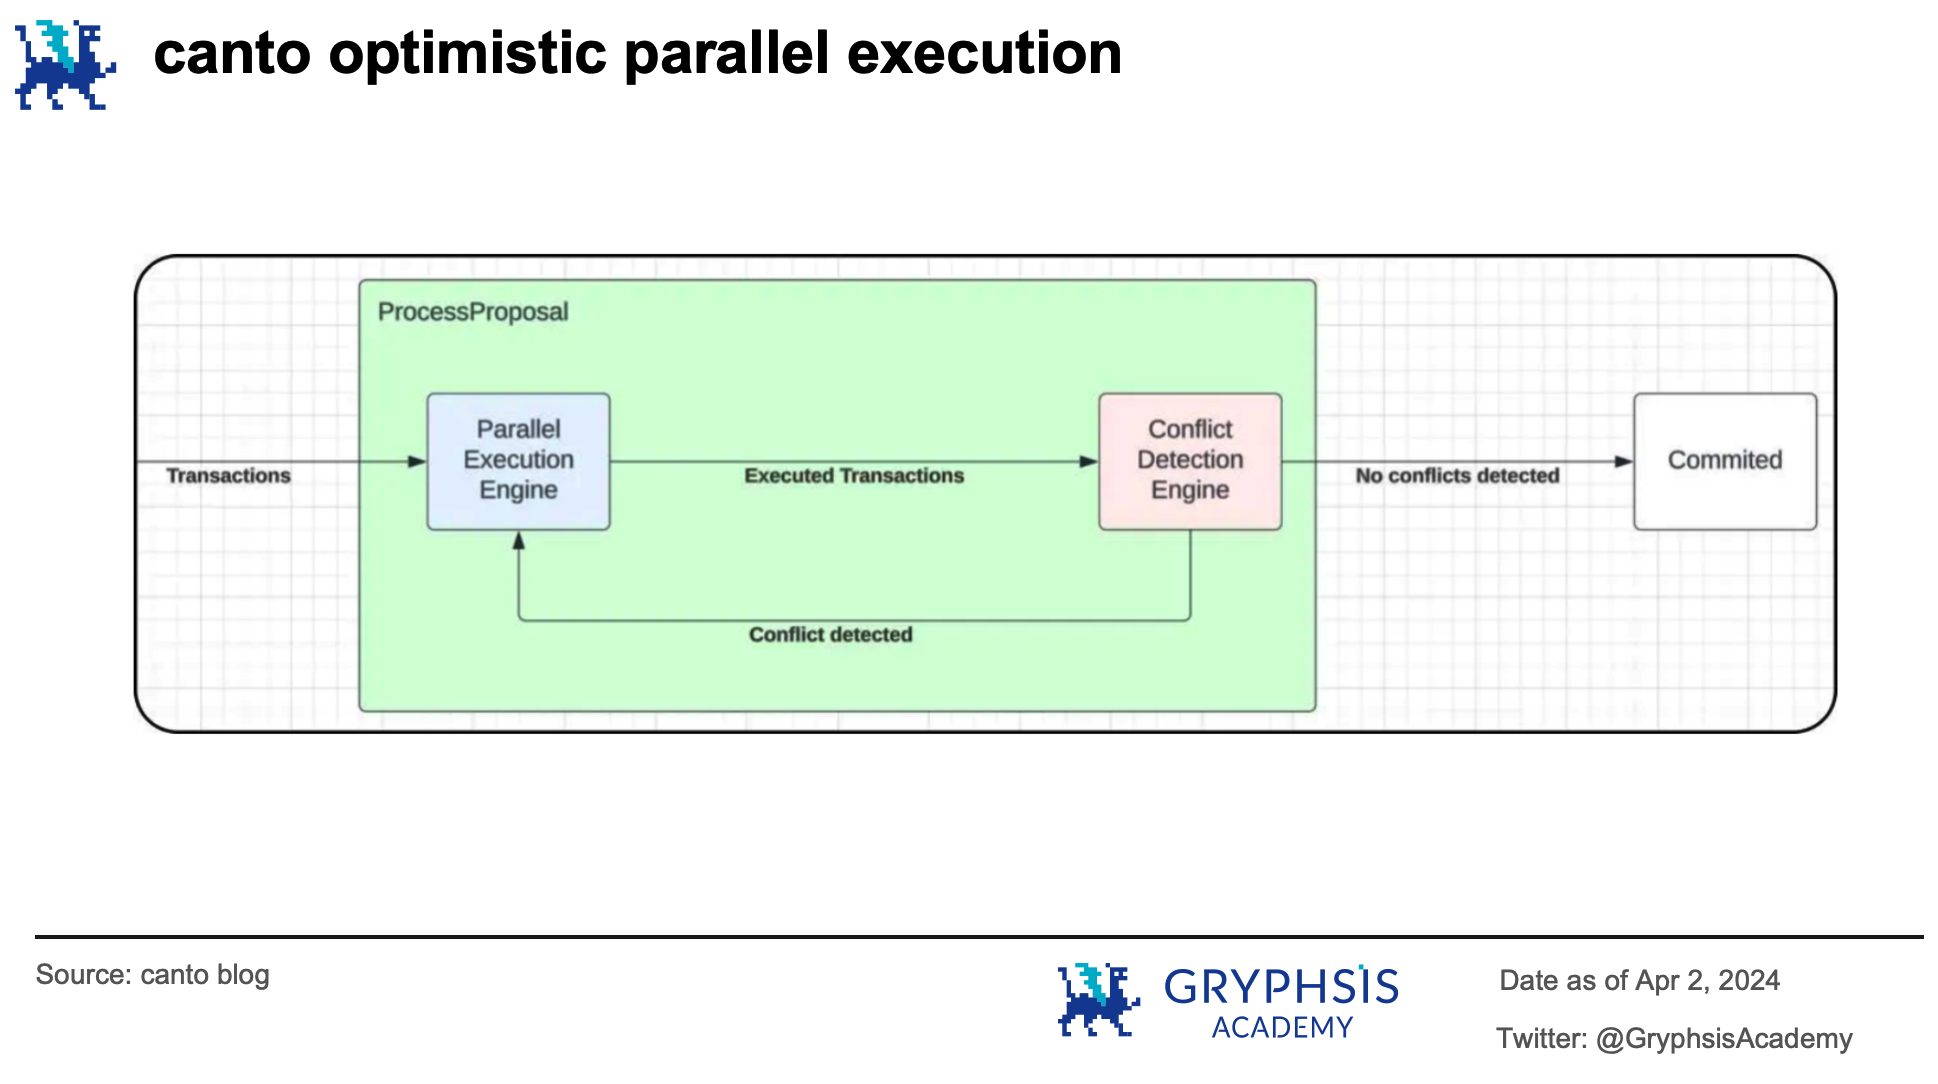 canto optimistic parallel execution
ProcessProposal
Parallel
Execution
Engine
Conflict
Detection
Engine
Commited
Transactions
Executed Transactions
No conflicts detected
Conflict detected
Source: canto blog
GRYPHSIS
ACADEMY
Date as of Apr 2, 2024
Twitter: @GryphsisAcademy